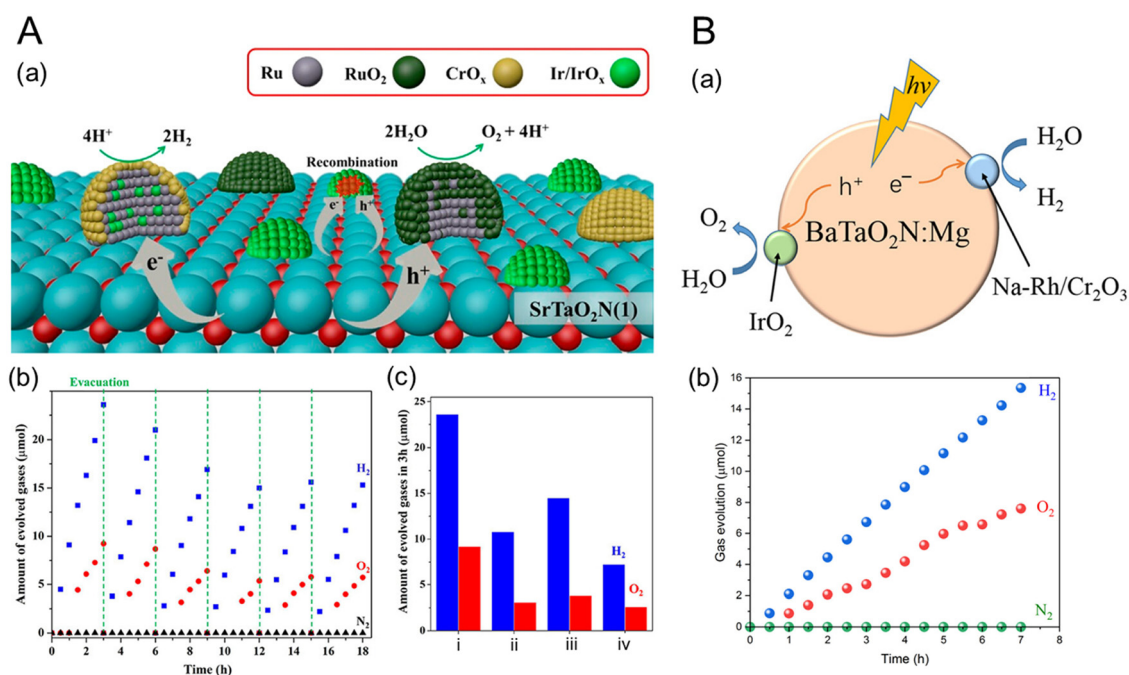 A
(a)
Ru
RuO₂
CrOₓ
Ir/IrOₓ
4H⁺
2H₂
2H₂O
O₂ + 4H⁺
Recombination
e⁻
h⁺
e⁻
h⁺
SrTaO₂N(1)
(b)
Evacuation
Amount of evolved gases (μmol)
25
20
15
10
5
0
H₂
O₂
N₂
0 2 4 6 8 10 12 14 16 18
Time (h)
(c)
Amount of evolved gases in 3h (μmol)
25
20
15
10
5
0
H₂
O₂
i ii iii iv
B
(a)
hν
H₂O
H₂
h⁺
e⁻
O₂
H₂O
BaTaO₂N:Mg
IrO₂
Na-Rh/Cr₂O₃
(b)
Gas evolution (μmol)
16
14
12
10
8
6
4
2
0
H₂
O₂
N₂
0 1 2 3 4 5 6 7 8
Time (h)